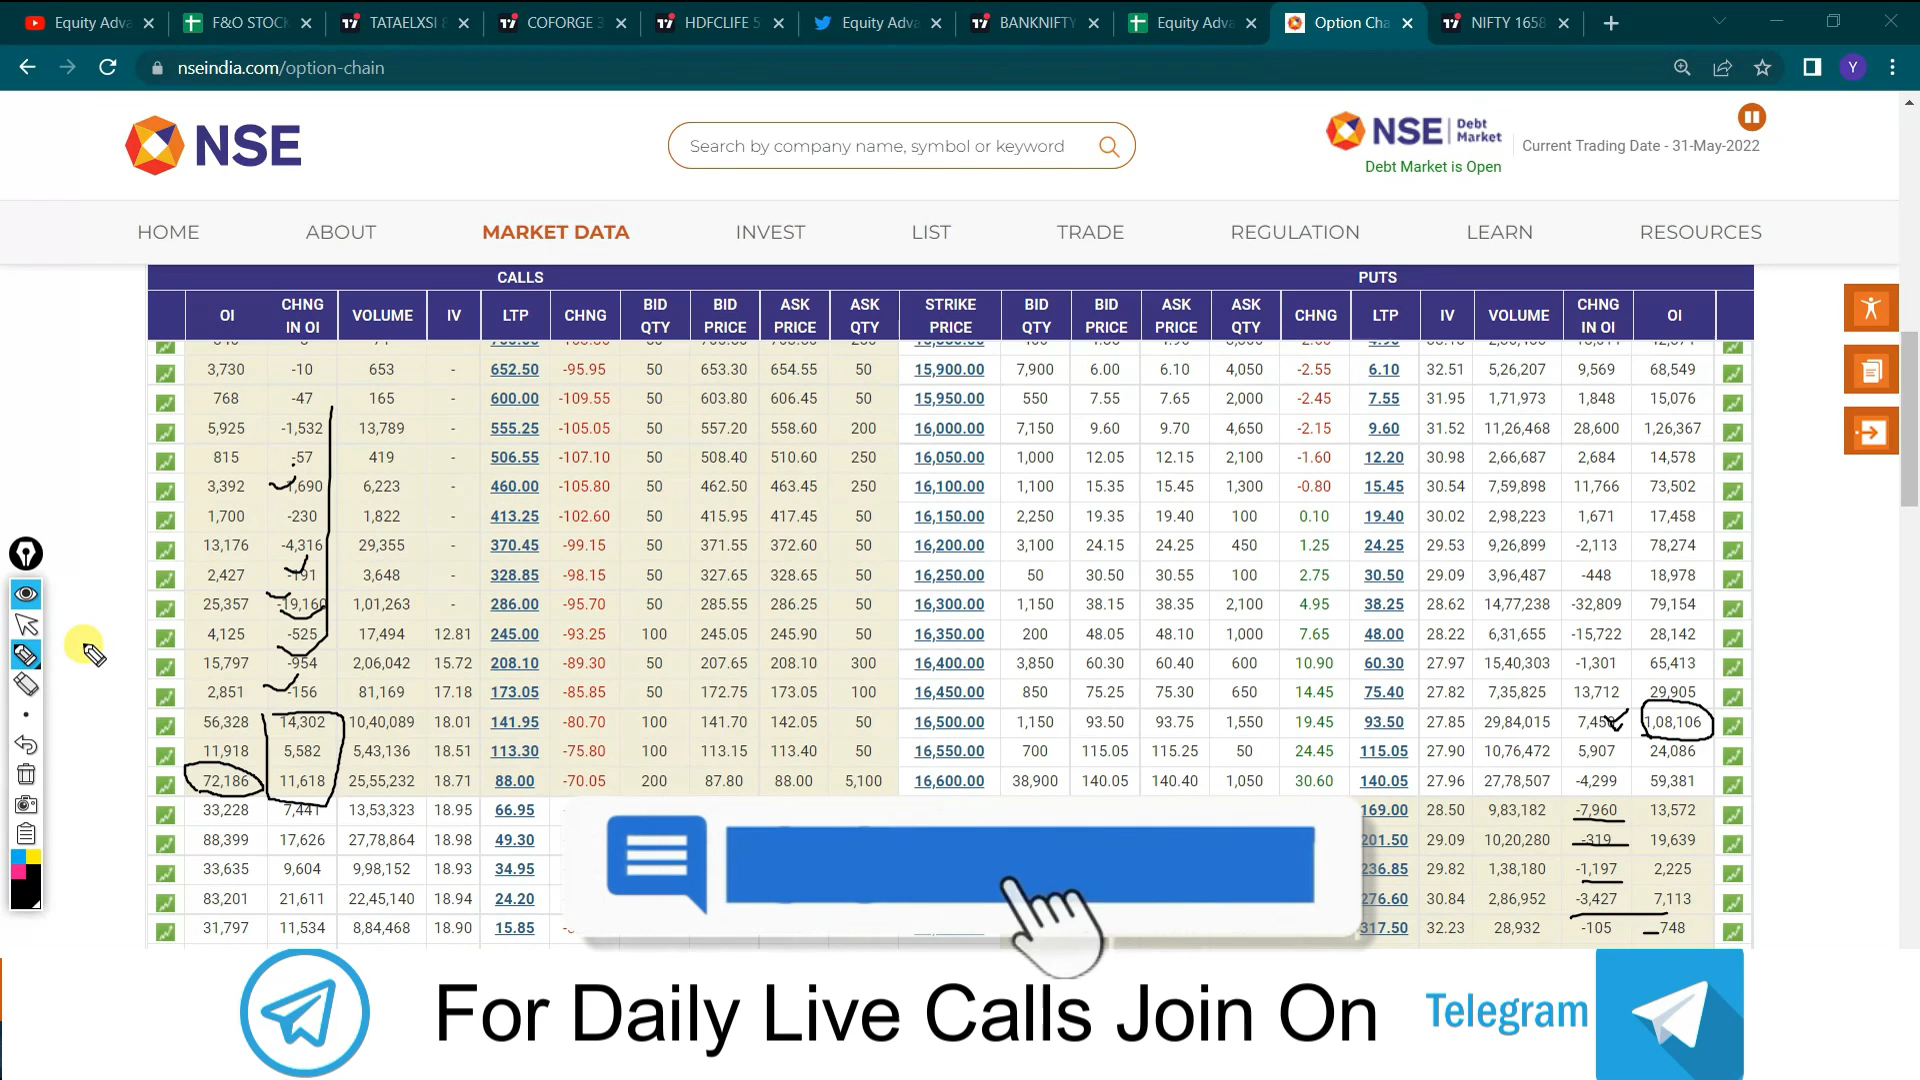 Equity Adva
F&O STOCK
TATAELXSI 8
COFORGE 3
HDFCLIFE 5
Equity Adva
BANKNIFTY
Equity Adva
Option Cha
NIFTY 1658
nseindia.com/option-chain
Y
NSE
Search by company name, symbol or keyword
NSE Debt Market
Debt Market is Open
Current Trading Date - 31-May-2022
HOME ABOUT MARKET DATA INVEST LIST TRADE REGULATION LEARN RESOURCES
CALLS PUTS
OI CHNG IN OI VOLUME IV LTP CHNG BID QTY BID PRICE ASK PRICE ASK QTY STRIKE PRICE BID QTY BID PRICE ASK PRICE ASK QTY CHNG LTP IV VOLUME CHNG IN OI OI
3,730 -10 653 - 652.50 -95.95 50 653.30 654.55 50 15,900.00 7,900 6.00 6.10 4,050 -2.55 6.10 32.51 5,26,207 9,569 68,549
768 -47 165 - 600.00 -109.55 50 603.80 606.45 50 15,950.00 550 7.55 7.65 2,000 -2.45 7.55 31.95 1,71,973 1,848 15,076
5,925 -1,532 13,789 - 555.25 -105.05 50 557.20 558.60 200 16,000.00 7,150 9.60 9.70 4,650 -2.15 9.60 31.52 11,26,468 28,600 1,26,367
815 -57 419 - 506.55 -107.10 50 508.40 510.60 250 16,050.00 1,000 12.05 12.15 2,100 -1.60 12.20 30.98 2,66,687 2,684 14,578
3,392 -1,690 6,223 - 460.00 -105.80 50 462.50 463.45 250 16,100.00 1,100 15.35 15.45 1,300 -0.80 15.45 30.54 7,59,898 11,766 73,502
1,700 -230 1,822 - 413.25 -102.60 50 415.95 417.45 50 16,150.00 2,250 19.35 19.40 100 0.10 19.40 30.02 2,98,223 1,671 17,458
13,176 -4,316 29,355 - 370.45 -99.15 50 371.55 372.60 50 16,200.00 3,100 24.15 24.25 450 1.25 24.25 29.53 9,26,899 -2,113 78,274
2,427 -191 3,648 - 328.85 -98.15 50 327.65 328.65 50 16,250.00 50 30.50 30.55 100 2.75 30.50 29.09 3,96,487 -448 18,978
25,357 -19,160 1,01,263 - 286.00 -95.70 50 285.55 286.25 50 16,300.00 1,150 38.15 38.35 2,100 4.95 38.25 28.62 14,77,238 -32,809 79,154
4,125 -525 17,494 12.81 245.00 -93.25 100 245.05 245.90 50 16,350.00 200 48.05 48.10 1,000 7.65 48.00 28.22 6,31,655 -15,722 28,142
15,797 -954 2,06,042 15.72 208.10 -89.30 50 207.65 208.10 300 16,400.00 3,850 60.30 60.40 600 10.90 60.30 27.97 15,40,303 -1,301 65,413
2,851 -156 81,169 17.18 173.05 -85.85 50 172.75 173.05 100 16,450.00 850 75.25 75.30 650 14.45 75.40 27.82 7,35,825 13,712 29,905
56,328 14,302 10,40,089 18.01 141.95 -80.70 100 141.70 142.05 50 16,500.00 1,150 93.50 93.75 1,550 19.45 93.50 27.85 29,84,015 1,08,106
11,918 5,582 5,43,136 18.51 113.30 -75.80 100 113.15 113.40 50 16,550.00 700 115.05 115.25 50 24.45 115.05 27.90 10,76,472 5,907 24,086
72,186 11,618 25,55,232 18.71 88.00 -70.05 200 87.80 88.00 5,100 16,600.00 38,900 140.05 140.40 1,050 30.60 140.05 27.96 27,78,507 -4,299 59,381
33,228 7,441 13,53,323 18.95 66.95 169.00 28.50 9,83,182 -7,960 13,572
88,399 17,626 27,78,864 18.98 49.30 201.50 29.09 10,20,280 -319 19,639
33,635 9,604 9,98,152 18.93 34.95 236.85 29.82 1,38,180 -1,197 2,225
83,201 21,611 22,45,140 18.94 24.20 276.60 30.84 2,86,952 -3,427 7,113
31,797 11,534 8,84,468 18.90 15.85 317.50 32.23 28,932 -105 748
For Daily Live Calls Join On Telegram